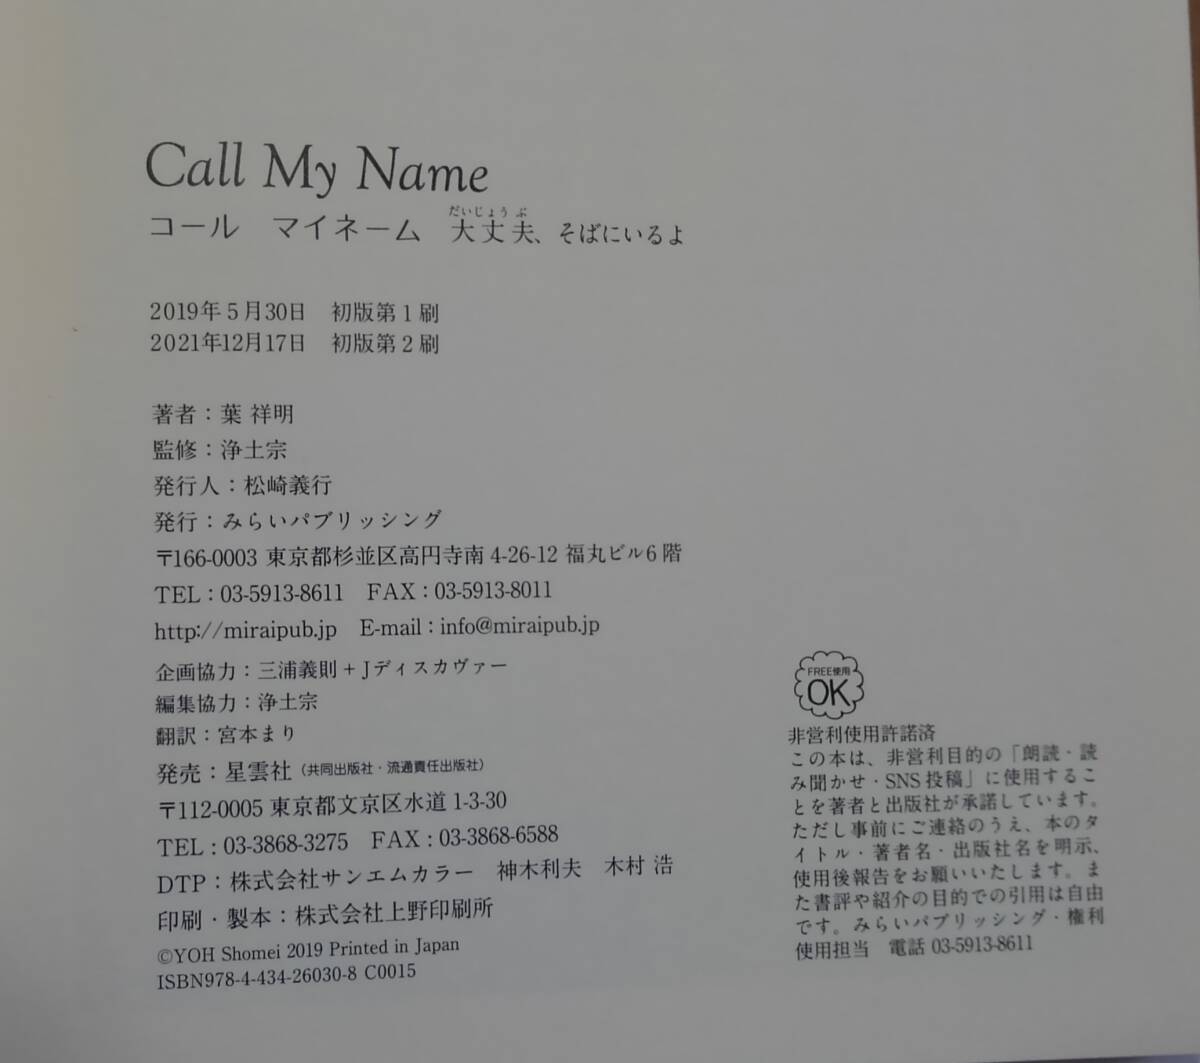 Call My Name
だいじょうぶ
コール マイネーム 大丈夫、そばにいるよ
2019年5月30日 初版第1刷
2021年12月17日 初版第2刷
著者：葉 祥明
監修：浄土宗
発行人：松崎義行
発行：みらいパブリッシング
〒166-0003 東京都杉並区高円寺南4-26-12 福丸ビル6階
TEL：03-5913-8611 FAX：03-5913-8011
http://miraipub.jp E-mail：info@miraipub.jp
企画協力：三浦義則＋Jディスカヴァー
編集協力：浄土宗
翻訳：宮本まり
発売：星雲社（共同出版社・流通責任出版社）
〒112-0005 東京都文京区水道1-3-30
TEL：03-3868-3275 FAX：03-3868-6588
DTP：株式会社サンエムカラー 神木利夫 木村 浩
印刷・製本：株式会社上野印刷所
©YOH Shomei 2019 Printed in Japan
ISBN978-4-434-26030-8 C0015
FREE使用
OK
非営利使用許諾済
この本は、非営利目的の「朗読・読
み聞かせ・SNS投稿」に使用するこ
とを著者と出版社が承諾しています。
ただし事前にご連絡のうえ、本のタ
イトル・著者名・出版社名を明示、
使用後報告をお願いいたします。ま
た書評や紹介の目的での引用は自由
です。みらいパブリッシング・権利
使用担当 電話 03-5913-8611